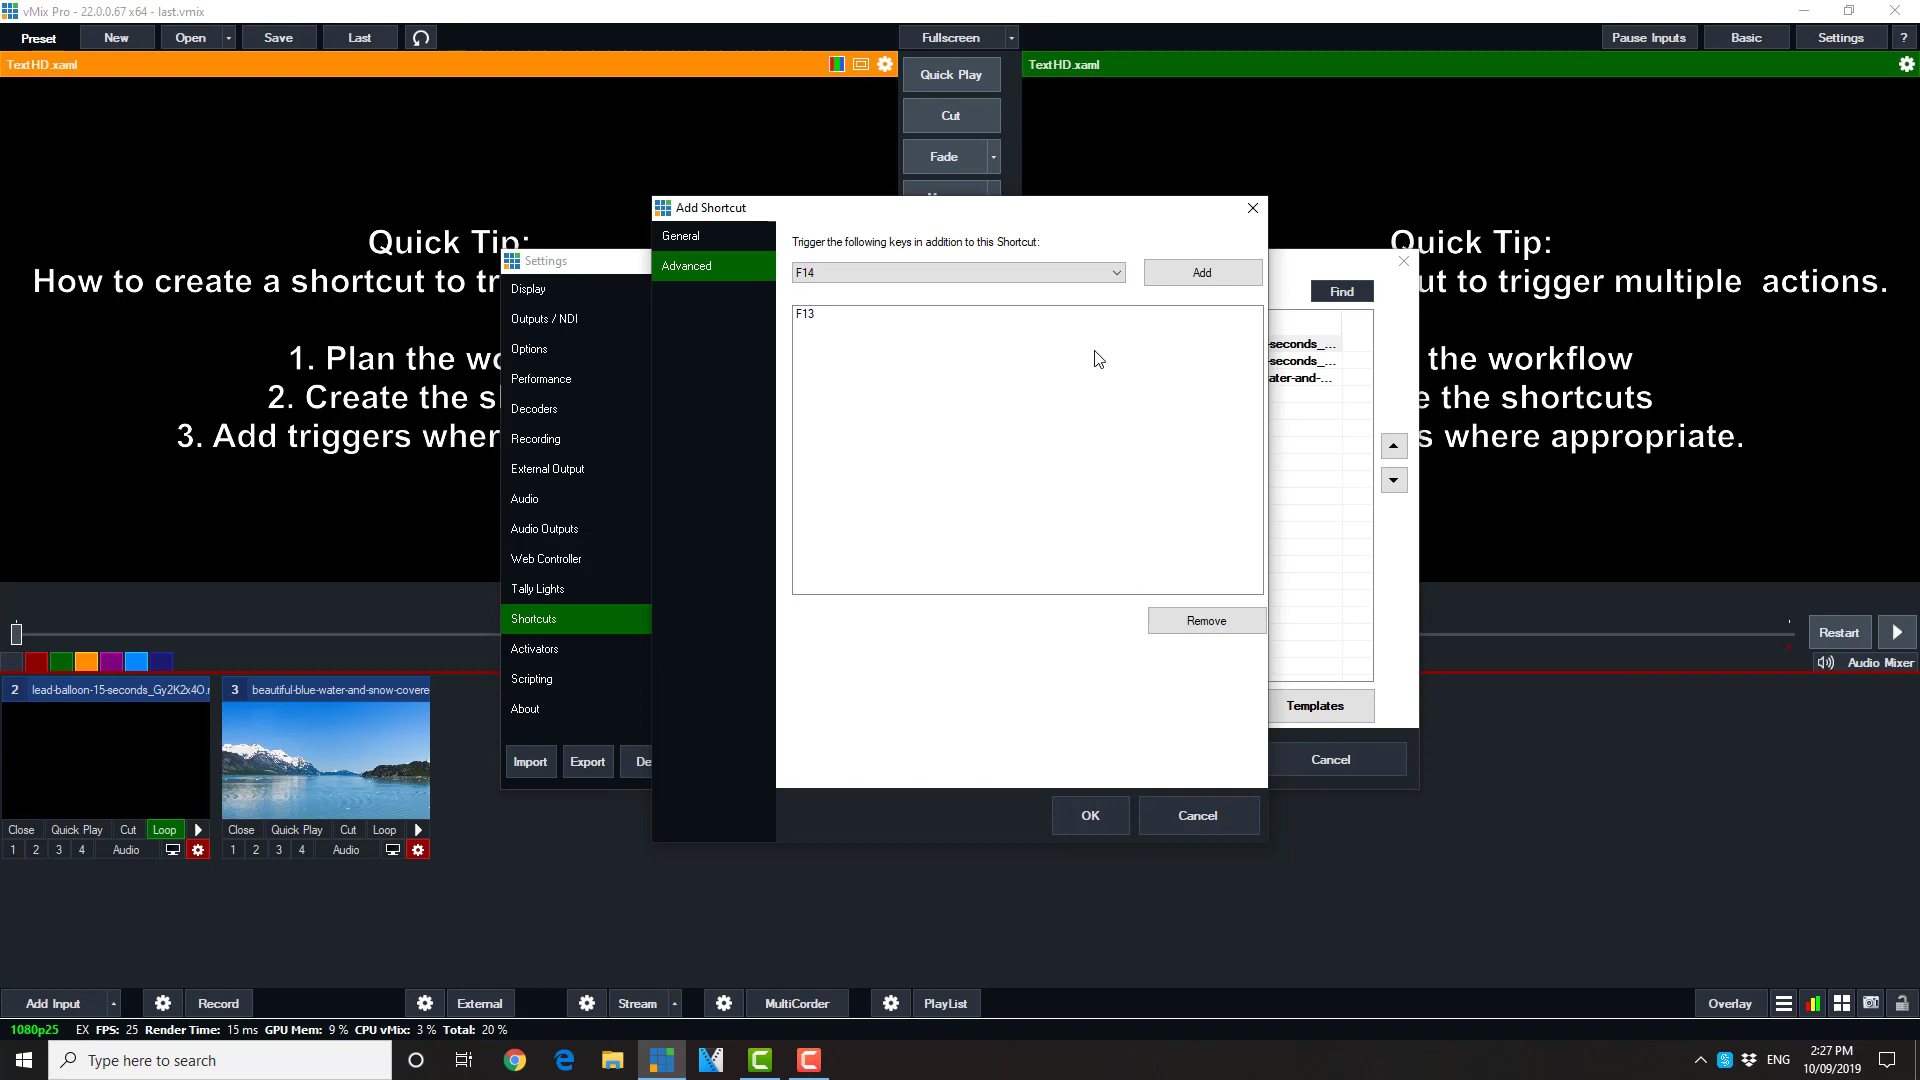 vMix Pro - 22.0.0.67 x64 - last.vmix
Preset
New
Open
Save
Last
Fullscreen
Pause Inputs
Basic
Settings
?
TextHD.xaml
Quick Play
TextHD.xaml
Cut
Fade
Quick Tip:
How to create a shortcut to tr
1. Plan the wo
2. Create the sh
3. Add triggers wher
Quick Tip:
ut to trigger multiple actions.
the workflow
e the shortcuts
s where appropriate.
Settings
Display
Outputs / NDI
Options
Performance
Decoders
Recording
External Output
Audio
Audio Outputs
Web Controller
Tally Lights
Shortcuts
Activators
Scripting
About
Import
Export
De
Add Shortcut
General
Advanced
Trigger the following keys in addition to this Shortcut:
F14
Add
F13
Remove
OK
Cancel
Find
-seconds_...
-seconds_...
ater-and-...
Templates
Cancel
Restart
Audio Mixer
2 lead-balloon-15-seconds_Gy2K2x4O.r
3 beautiful-blue-water-and-snow-covere
Close Quick Play Cut Loop
Close Quick Play Cut Loop
1 2 3 4 Audio
1 2 3 4 Audio
Add Input
Record
External
Stream
MultiCorder
PlayList
Overlay
1080p25 EX FPS: 25 Render Time: 15 ms GPU Mem: 9 % CPU vMix: 3 % Total: 20 %
Type here to search
ENG
2:27 PM
10/09/2019